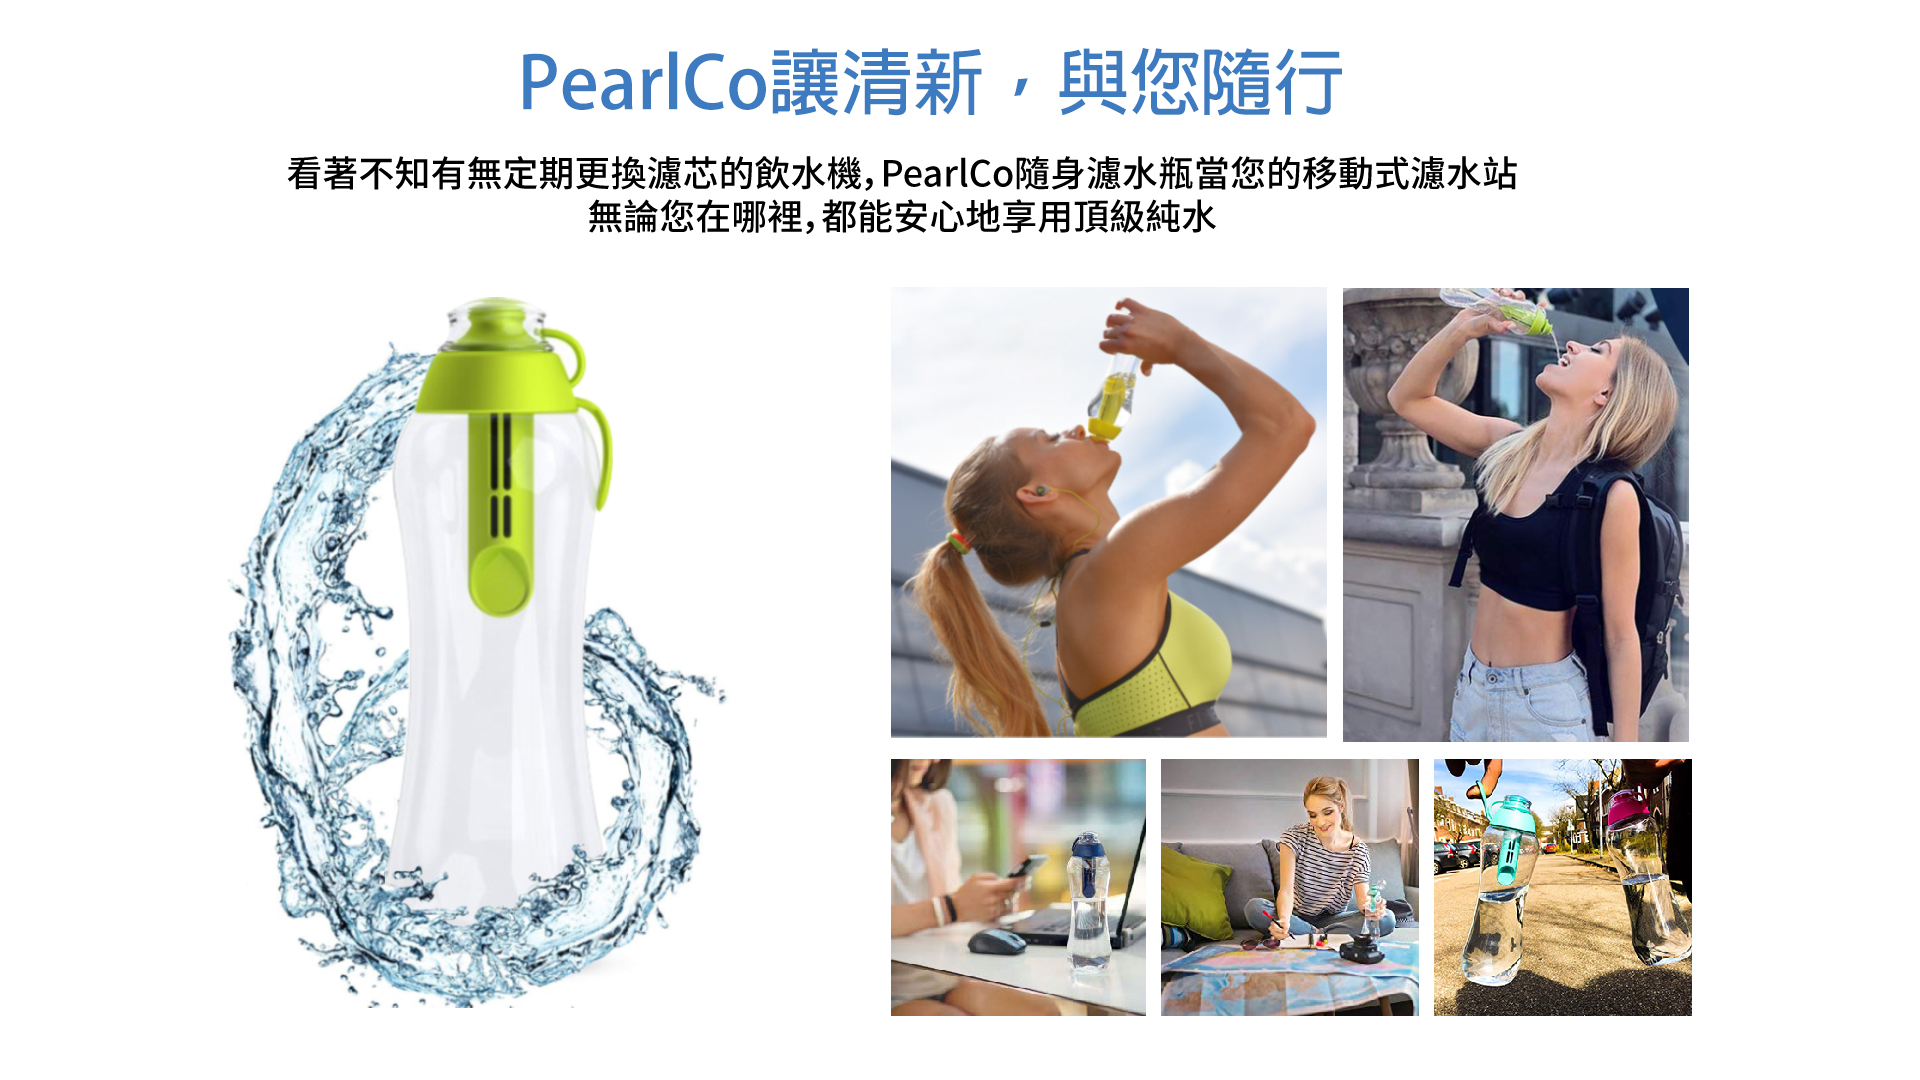 PearlCo讓清新，與您隨行
看著不知有無定期更換濾芯的飲水機，PearlCo隨身濾水瓶當您的移動式濾水站
無論您在哪裡，都能安心地享用頂級純水